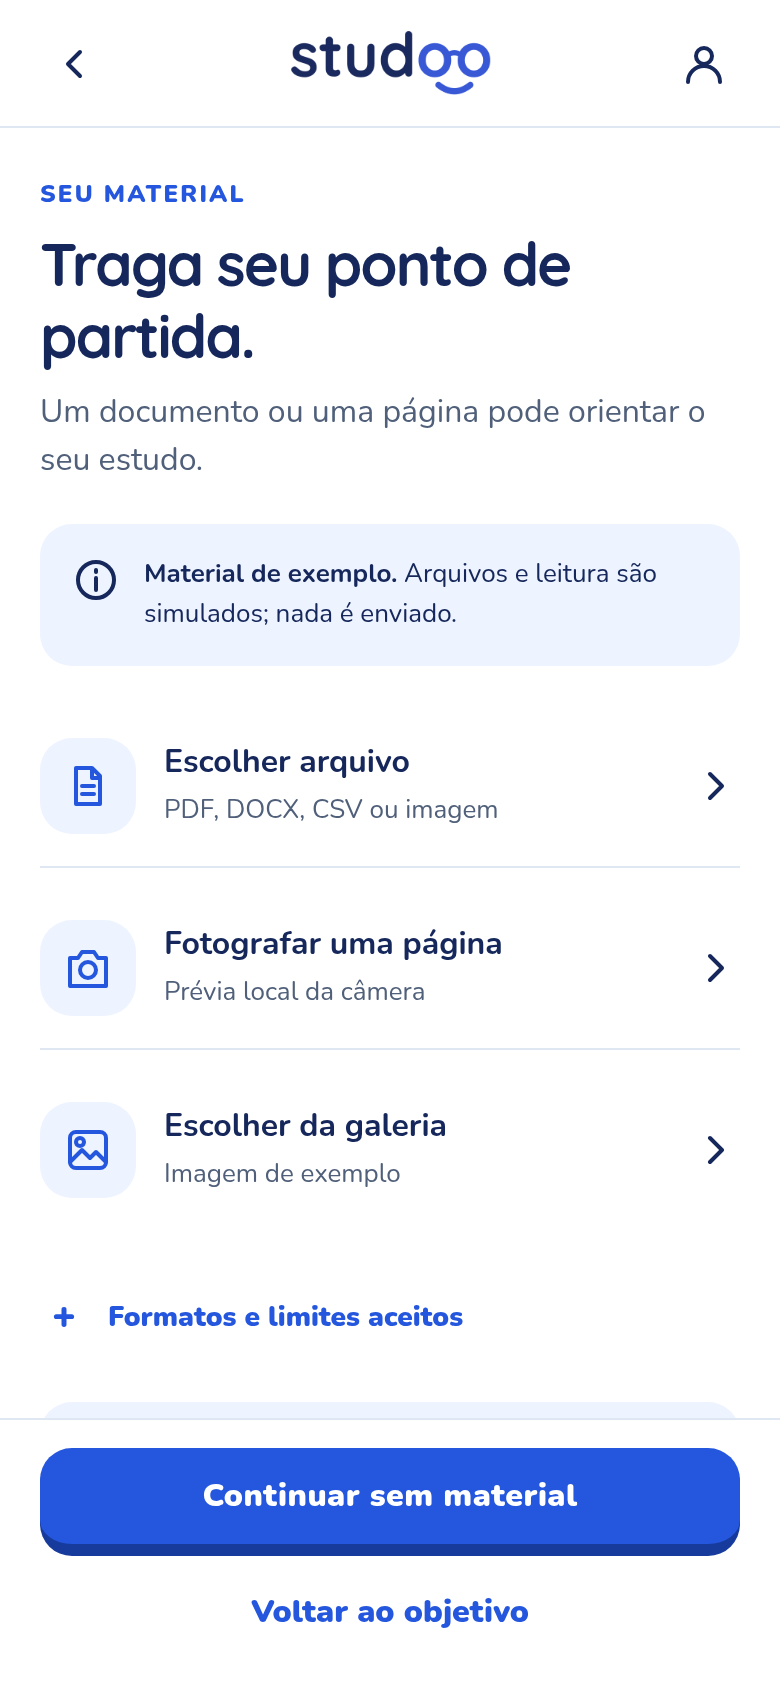 studoo
SEU MATERIAL
Traga seu ponto de
partida.
Um documento ou uma página pode orientar o
seu estudo.
Material de exemplo. Arquivos e leitura são
simulados; nada é enviado.
Escolher arquivo
PDF, DOCX, CSV ou imagem
Fotografar uma página
Prévia local da câmera
Escolher da galeria
Imagem de exemplo
+ Formatos e limites aceitos
Continuar sem material
Voltar ao objetivo